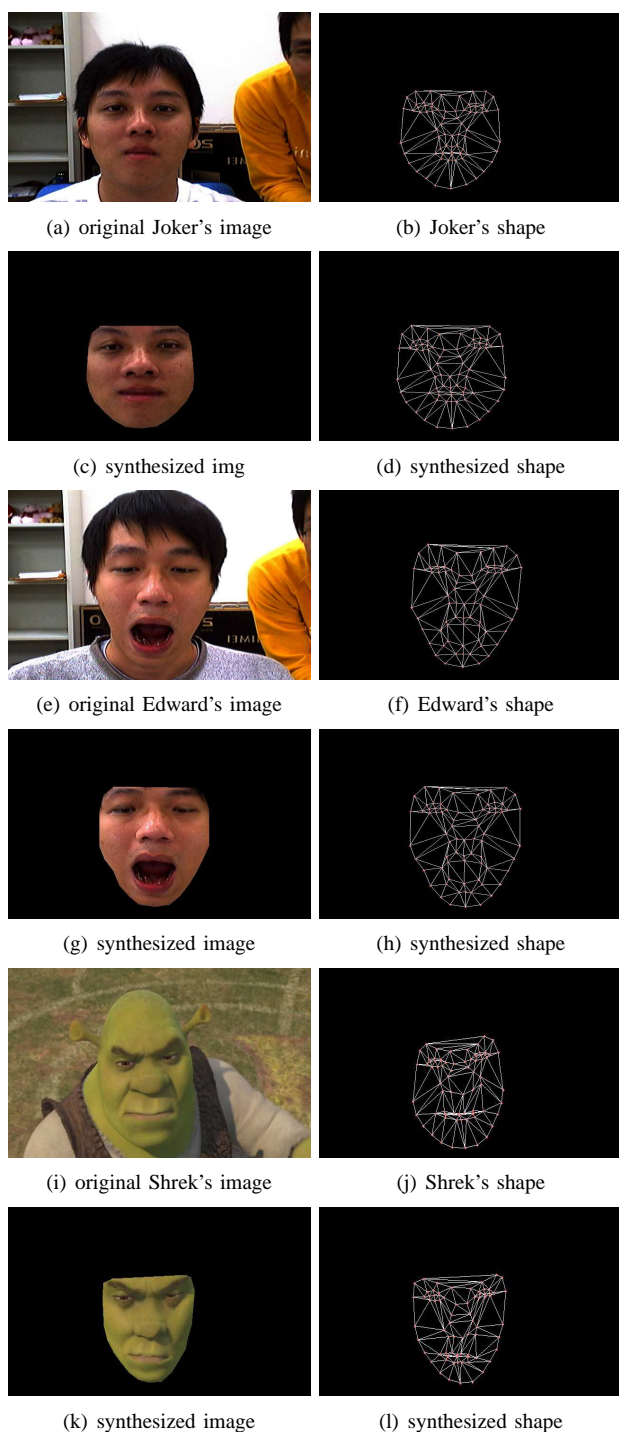 (a) original Joker's image
(b) Joker's shape
(c) synthesized img
(d) synthesized shape
(e) original Edward's image
(f) Edward's shape
(g) synthesized image
(h) synthesized shape
(i) original Shrek's image
(j) Shrek's shape
(k) synthesized image
(l) synthesized shape